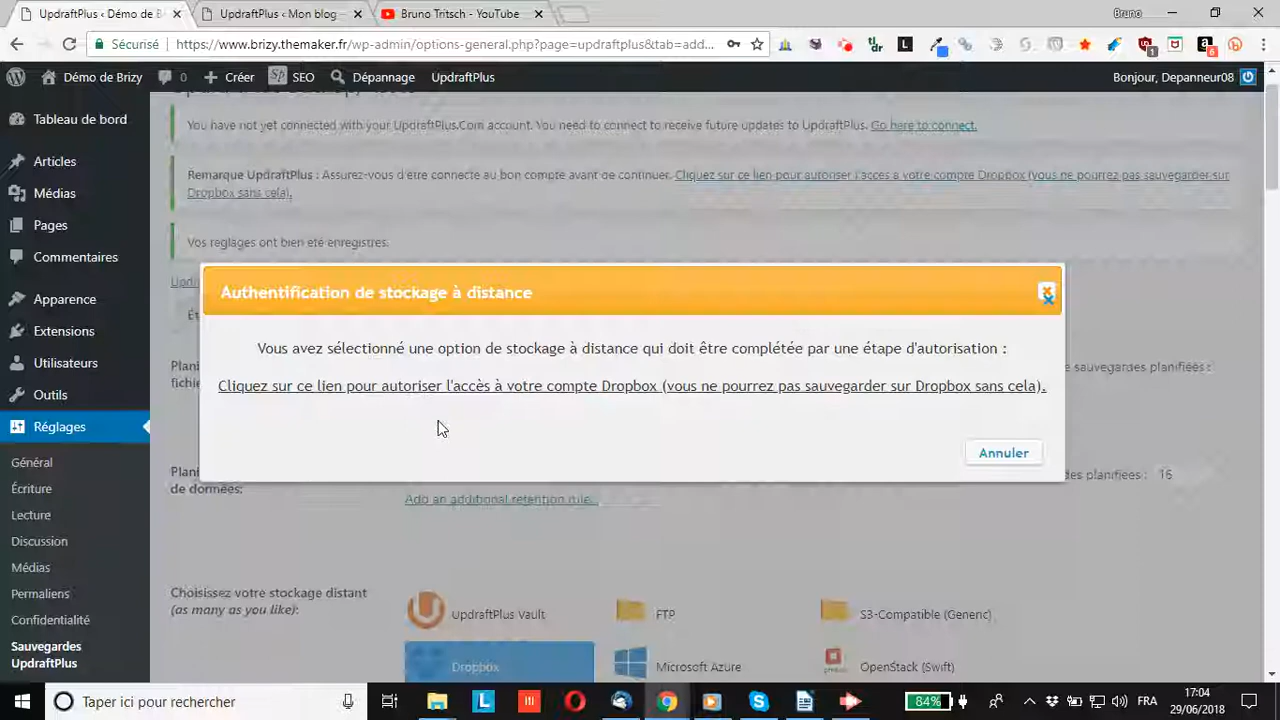 UpdraftPlus ‹ Démo de B
UpdraftPlus ‹ Mon blog —
Bruno Tritsch - YouTube
Bruno
Sécurisé
https://www.brizy.themaker.fr/wp-admin/options-general.php?page=updraftplus&tab=add...
Démo de Brizy
0
Créer
SEO
Dépannage
UpdraftPlus
Bonjour, Depanneur08
Tableau de bord
Articles
Médias
Pages
Commentaires
Apparence
Extensions
Utilisateurs
Outils
Réglages
Général
Écriture
Lecture
Discussion
Médias
Permaliens
Confidentialité
Sauvegardes
UpdraftPlus
You have not yet connected with your UpdraftPlus.Com account. You need to connect to receive future updates to UpdraftPlus. Go here to connect.
Remarque UpdraftPlus : Assurez-vous d'être connecté au bon compte avant de continuer. Cliquez sur ce lien pour autoriser l'accès à votre compte Dropbox (vous ne pourrez pas sauvegarder sur
Dropbox sans cela).
Vos réglages ont bien été enregistrés.
Authentification de stockage à distance
Vous avez sélectionné une option de stockage à distance qui doit être complétée par une étape d'autorisation :
Cliquez sur ce lien pour autoriser l'accès à votre compte Dropbox (vous ne pourrez pas sauvegarder sur Dropbox sans cela).
Annuler
de sauvegardes planifiées :
de données:
des planifiées : 16
Add an additional retention rule...
Choisissez votre stockage distant
(as many as you like):
UpdraftPlus Vault
FTP
S3-Compatible (Generic)
Dropbox
Microsoft Azure
OpenStack (Swift)
Taper ici pour rechercher
84%
FRA
17:04
29/06/2018